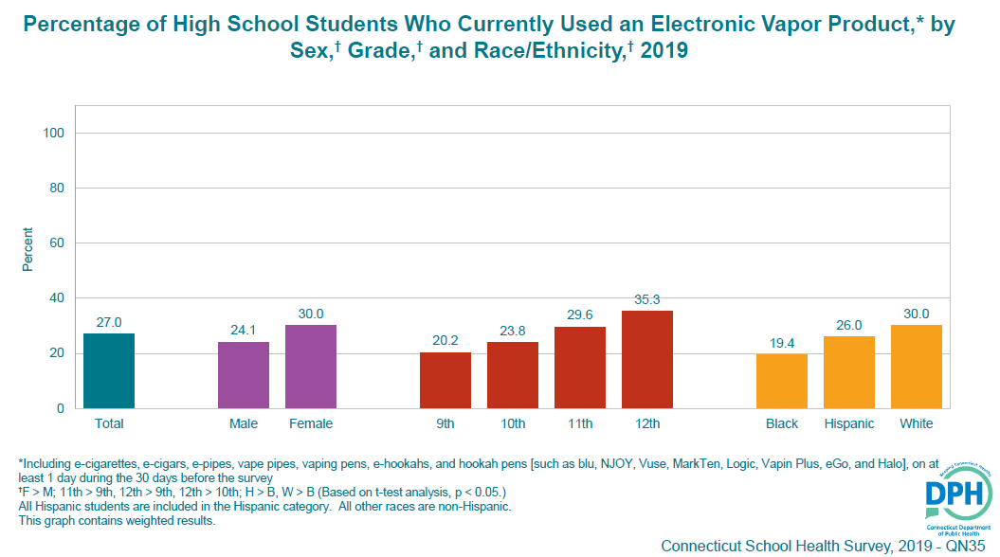 Percentage of High School Students Who Currently Used an Electronic Vapor Product,* by
Sex,† Grade,† and Race/Ethnicity,† 2019
100
80
60
40
20
0
Percent
27.0
24.1
30.0
20.2
23.8
29.6
35.3
19.4
26.0
30.0
Total
Male
Female
9th
10th
11th
12th
Black
Hispanic
White
*Including e-cigarettes, e-cigars, e-pipes, vape pipes, vaping pens, e-hookahs, and hookah pens [such as blu, NJOY, Vuse, MarkTen, Logic, Vapin Plus, eGo, and Halo], on at
least 1 day during the 30 days before the survey
†F > M; 11th > 9th, 12th > 9th, 12th > 10th; H > B, W > B (Based on t-test analysis, p < 0.05.)
All Hispanic students are included in the Hispanic category.  All other races are non-Hispanic.
This graph contains weighted results.
Keeping Connecticut Healthy
DPH
Connecticut Department
of Public Health
Connecticut School Health Survey, 2019 - QN35